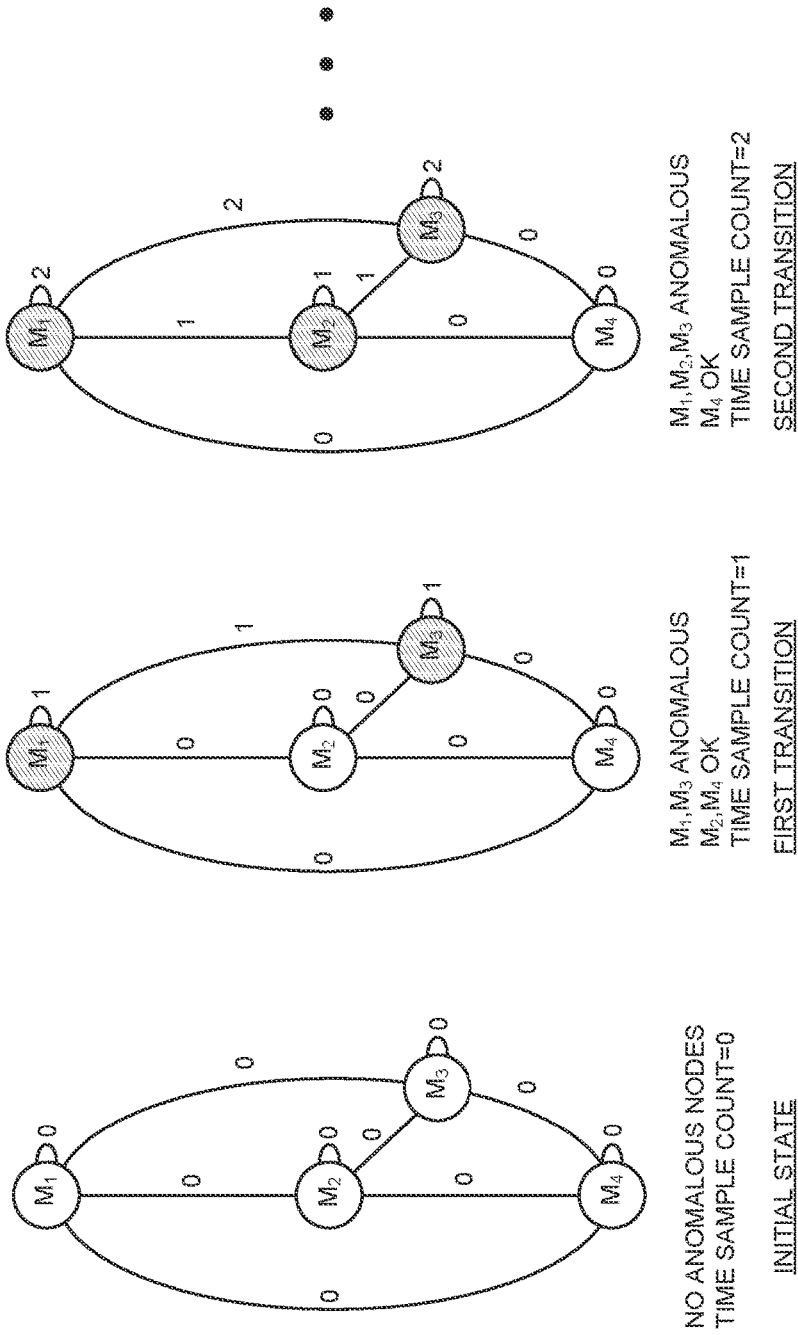 M₁ 0
0
0
0 M₂ 0
0
M₃ 0
0
0
M₄ 0
NO ANOMALOUS NODES
TIME SAMPLE COUNT=0
INITIAL STATE
M₁ 1
0
1
0 M₂ 0
0
M₃ 1
0
0
M₄ 0
M₁,M₃ ANOMALOUS
M₂,M₄ OK
TIME SAMPLE COUNT=1
FIRST TRANSITION
M₁ 2
1
2
0 M₂ 1
1
M₃ 2
0
0
M₄ 0
M₁,M₂,M₃ ANOMALOUS
M₄ OK
TIME SAMPLE COUNT=2
SECOND TRANSITION
• • •